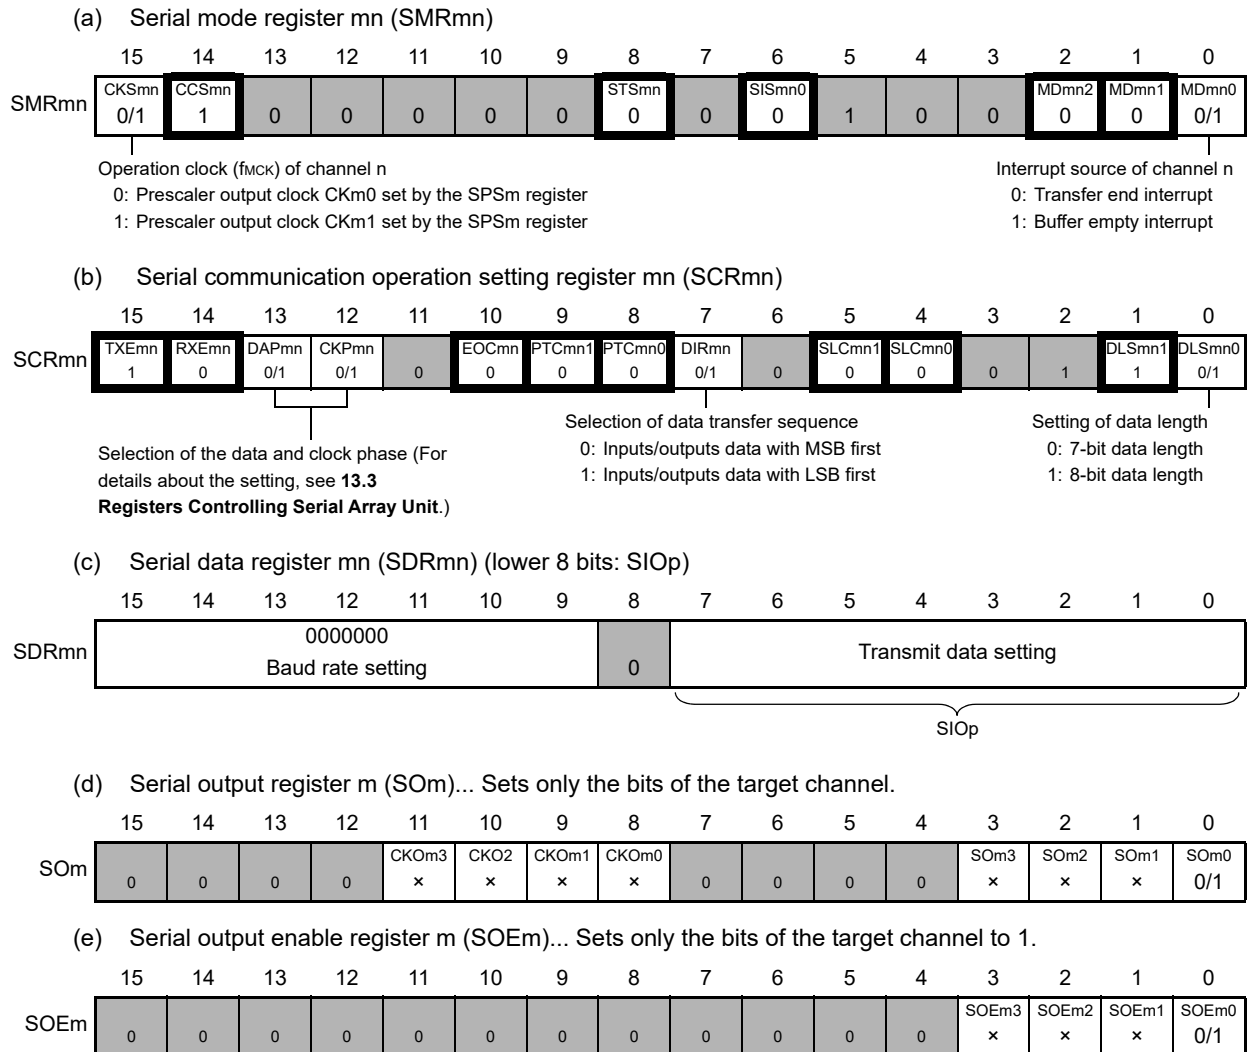 (a) Serial mode register mn (SMRmn)
15 14 13 12 11 10 9 8 7 6 5 4 3 2 1 0
CKSmn CCSmn STSmn SISmn0 MDmn2 MDmn1 MDmn0
SMRmn 0/1 1 0 0 0 0 0 0 0 0 1 0 0 0 0 0/1
Operation clock (fMCK) of channel n
0: Prescaler output clock CKm0 set by the SPSm register
1: Prescaler output clock CKm1 set by the SPSm register
Interrupt source of channel n
0: Transfer end interrupt
1: Buffer empty interrupt
(b) Serial communication operation setting register mn (SCRmn)
15 14 13 12 11 10 9 8 7 6 5 4 3 2 1 0
TXEmn RXEmn DAPmn CKPmn EOCmn PTCmn1 PTCmn0 DIRmn SLCmn1 SLCmn0 DLSmn1 DLSmn0
SCRmn 1 0 0/1 0/1 0 0 0 0 0/1 0 0 0 0 1 1 0/1
Selection of the data and clock phase (For
details about the setting, see 13.3
Registers Controlling Serial Array Unit.)
Selection of data transfer sequence
0: Inputs/outputs data with MSB first
1: Inputs/outputs data with LSB first
Setting of data length
0: 7-bit data length
1: 8-bit data length
(c) Serial data register mn (SDRmn) (lower 8 bits: SIOp)
15 14 13 12 11 10 9 8 7 6 5 4 3 2 1 0
SDRmn 0000000
Baud rate setting 0 Transmit data setting
SIOp
(d) Serial output register m (SOm)... Sets only the bits of the target channel.
15 14 13 12 11 10 9 8 7 6 5 4 3 2 1 0
CKOm3 CKO2 CKOm1 CKOm0 SOm3 SOm2 SOm1 SOm0
SOm 0 0 0 0 × × × × 0 0 0 0 × × × 0/1
(e) Serial output enable register m (SOEm)... Sets only the bits of the target channel to 1.
15 14 13 12 11 10 9 8 7 6 5 4 3 2 1 0
SOEm3 SOEm2 SOEm1 SOEm0
SOEm 0 0 0 0 0 0 0 0 0 0 0 0 × × × 0/1